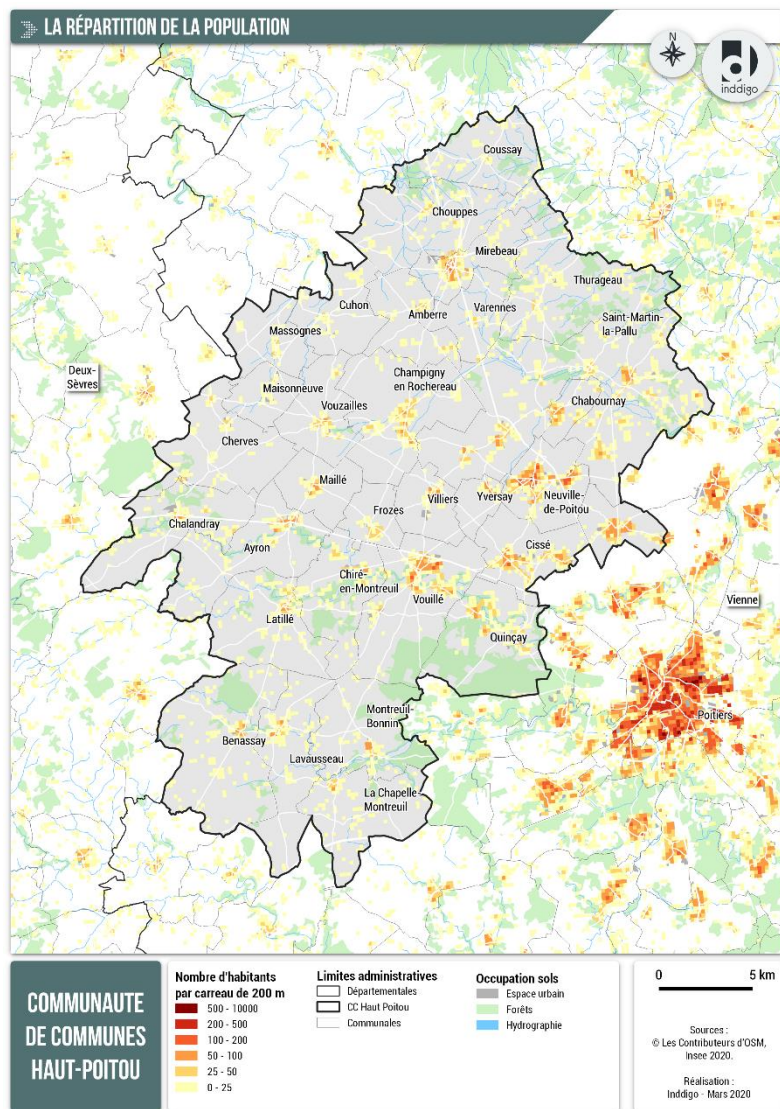 LA RÉPARTITION DE LA POPULATION
N
inddigo
Coussay
Chouppes
Mirebeau
Thurageau
Cuhon
Amberre
Varennes
Saint-Martin-
la-Pallu
Massognes
Deux-
Sèvres
Champigny
en Rochereau
Maisonneuve
Vouzailles
Chabournay
Cherves
Maillé
Villiers
Yversay
Neuville-
de-Poitou
Frozes
Chalandray
Ayron
Cissé
Chiré-
en-Montreuil
Vouillé
Vienne
Latillé
Quinçay
Montreuil-
Bonnin
Poitiers
Benassay
Lavausseau
La Chapelle
Montreuil
COMMUNAUTE
DE COMMUNES
HAUT-POITOU
Nombre d'habitants
par carreau de 200 m
500 - 10000
200 - 500
100 - 200
50 - 100
25 - 50
0 - 25
Limites administratives
Départementales
CC Haut Poitou
Communales
Occupation sols
Espace urbain
Forêts
Hydrographie
0 5 km
Sources :
© Les Contributeurs d'OSM,
Insee 2020.
Réalisation :
Inddigo - Mars 2020